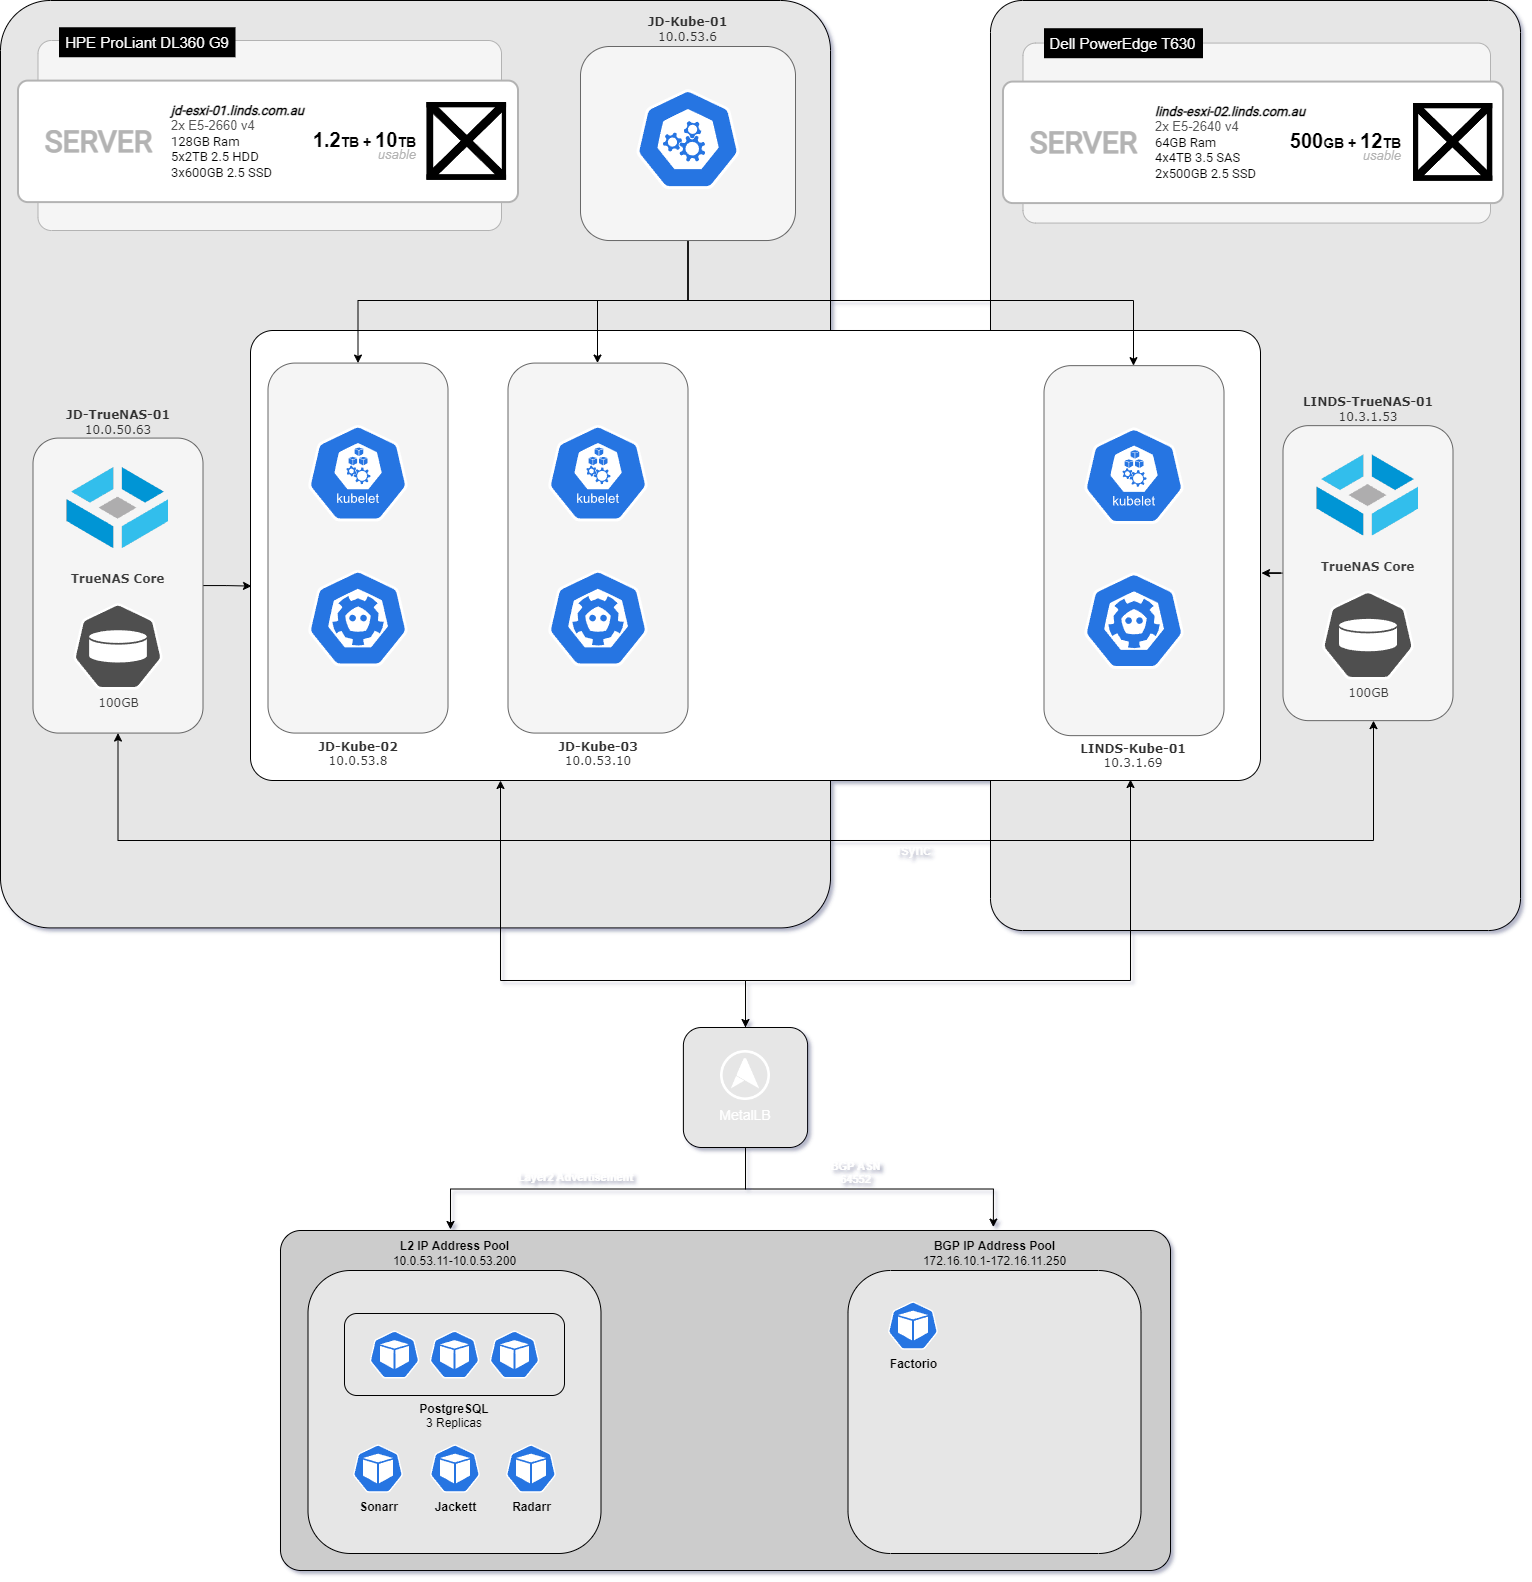 JD-Kube-01
10.0.53.6
HPE ProLiant DL360 G9
SERVER
jd-esxi-01.linds.com.au
2x E5-2660 v4
128GB Ram
5x2TB 2.5 HDD
3x600GB 2.5 SSD
1.2TB + 10TB
usable
Dell PowerEdge T630
SERVER
linds-esxi-02.linds.com.au
2x E5-2640 v4
64GB Ram
4x4TB 3.5 SAS
2x500GB 2.5 SSD
500GB + 12TB
usable
JD-TrueNAS-01
10.0.50.63
TrueNAS Core
100GB
kubelet
JD-Kube-02
10.0.53.8
kubelet
JD-Kube-03
10.0.53.10
kubelet
LINDS-Kube-01
10.3.1.69
LINDS-TrueNAS-01
10.3.1.53
TrueNAS Core
100GB
rsync
MetalLB
Layer2 Advertisement
BGP ASN
64552
L2 IP Address Pool
10.0.53.11-10.0.53.200
PostgreSQL
3 Replicas
Sonarr
Jackett
Radarr
BGP IP Address Pool
172.16.10.1-172.16.11.250
Factorio